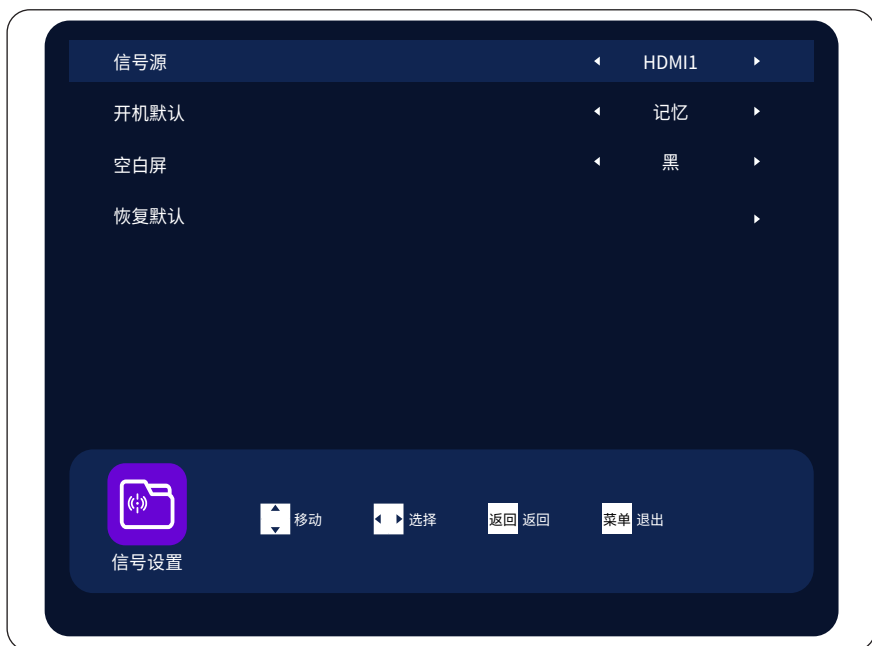 信号源 HDMI1
开机默认 记忆
空白屏 黑
恢复默认
移动 选择 返回 返回 菜单 退出
信号设置